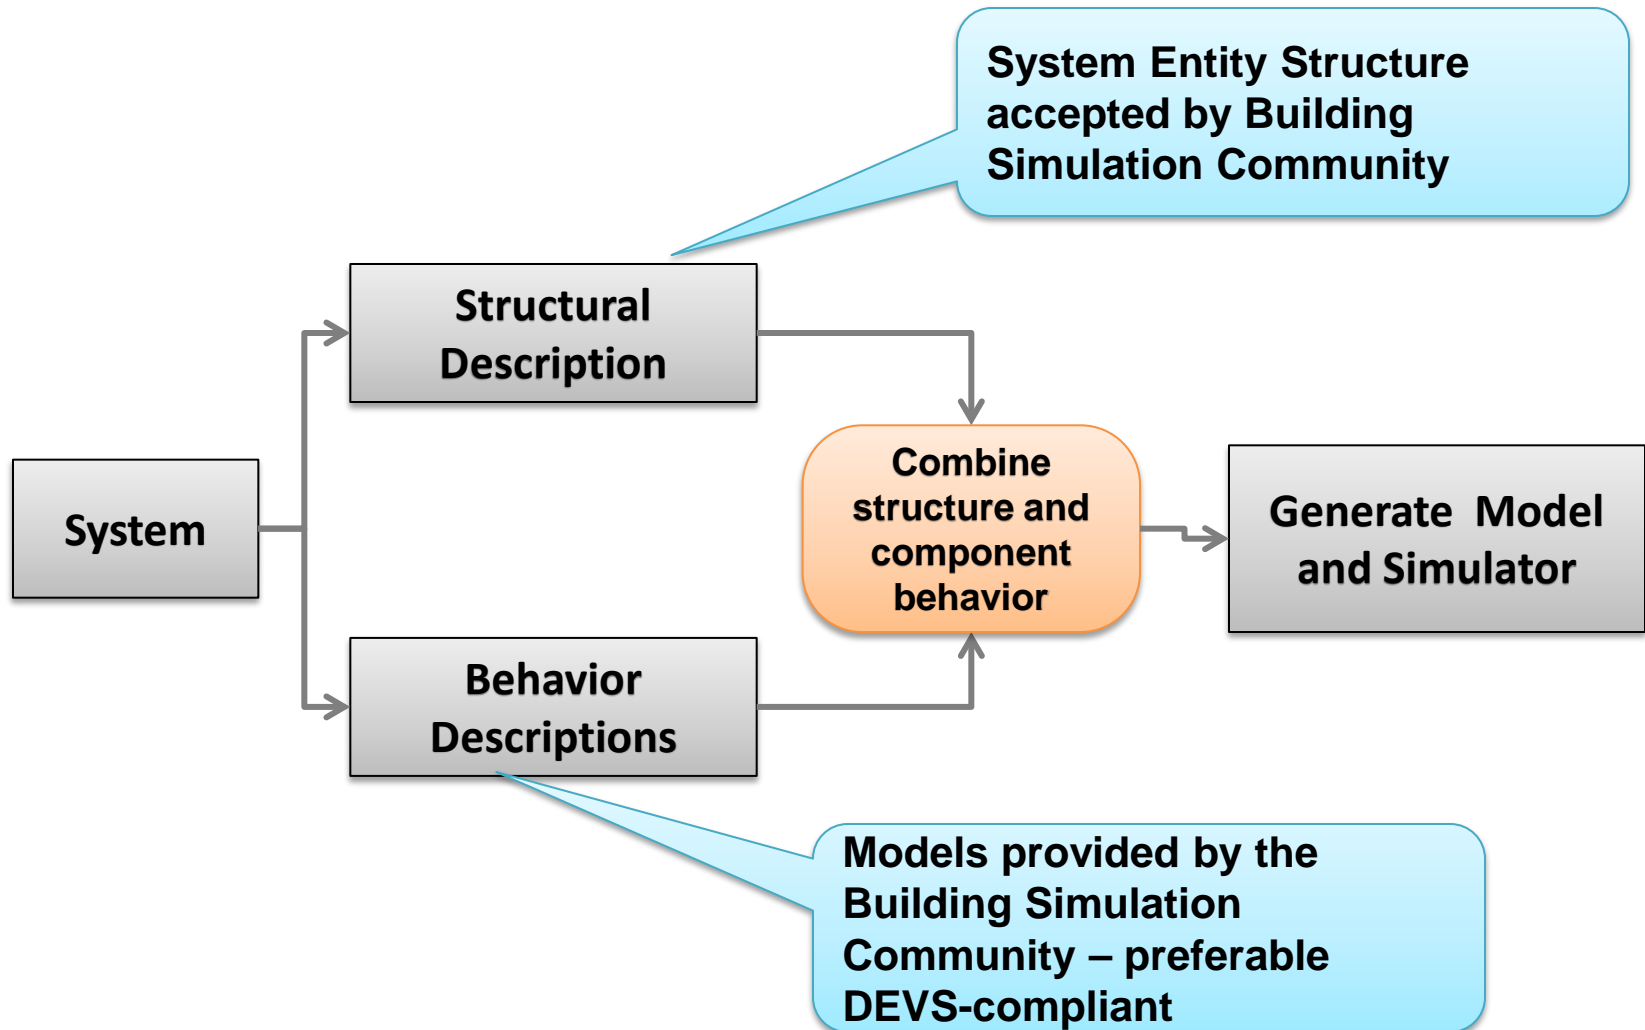 System Entity Structure
accepted by Building
Simulation Community
Structural
Description
System
Combine
structure and
component
behavior
Generate Model
and Simulator
Behavior
Descriptions
Models provided by the
Building Simulation
Community – preferable
DEVS-compliant